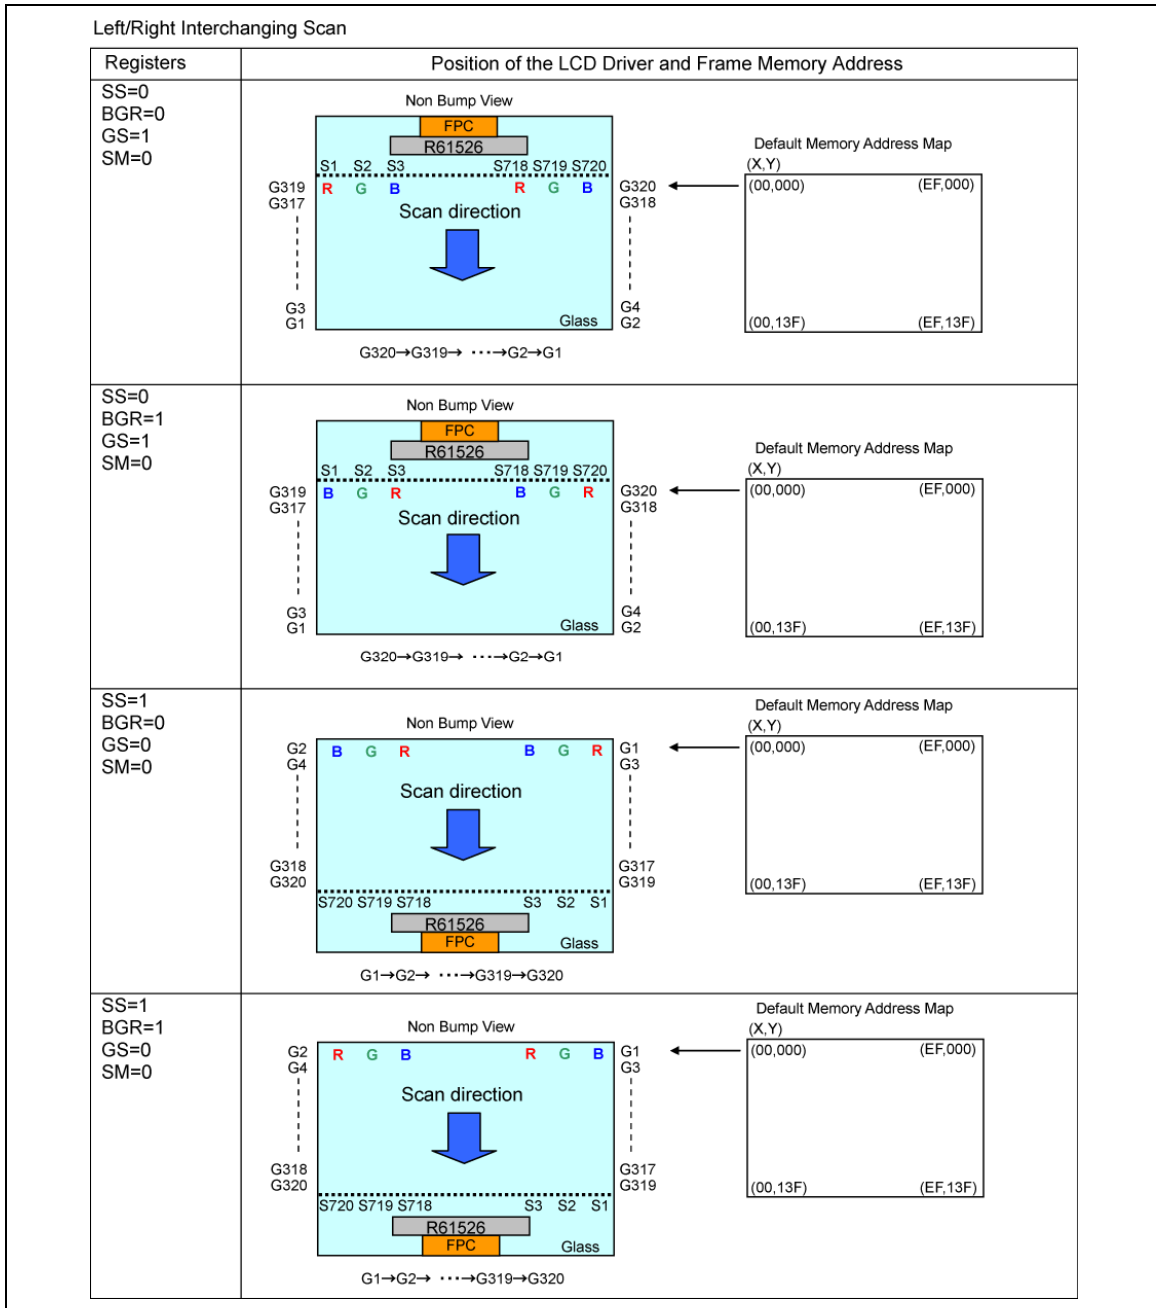 Left/Right Interchanging Scan
Registers
Position of the LCD Driver and Frame Memory Address
SS=0
BGR=0
GS=1
SM=0
Non Bump View
FPC
R61526
S1 S2 S3 S718 S719 S720
G319 R G B R G B G320
G317 G318
Scan direction
G3 G4
G1 Glass G2
G320→G319→ ···→G2→G1
Default Memory Address Map
(X,Y)
(00,000) (EF,000)
(00,13F) (EF,13F)
SS=0
BGR=1
GS=1
SM=0
Non Bump View
FPC
R61526
S1 S2 S3 S718 S719 S720
G319 B G R B G R G320
G317 G318
Scan direction
G3 G4
G1 Glass G2
G320→G319→ ···→G2→G1
Default Memory Address Map
(X,Y)
(00,000) (EF,000)
(00,13F) (EF,13F)
SS=1
BGR=0
GS=0
SM=0
Non Bump View
G2 B G R B G R G1
G4 G3
Scan direction
G318 G317
G320 G319
S720 S719 S718 S3 S2 S1
R61526
FPC Glass
G1→G2→ ···→G319→G320
Default Memory Address Map
(X,Y)
(00,000) (EF,000)
(00,13F) (EF,13F)
SS=1
BGR=1
GS=0
SM=0
Non Bump View
G2 R G B R G B G1
G4 G3
Scan direction
G318 G317
G320 G319
S720 S719 S718 S3 S2 S1
R61526
FPC Glass
G1→G2→ ···→G319→G320
Default Memory Address Map
(X,Y)
(00,000) (EF,000)
(00,13F) (EF,13F)